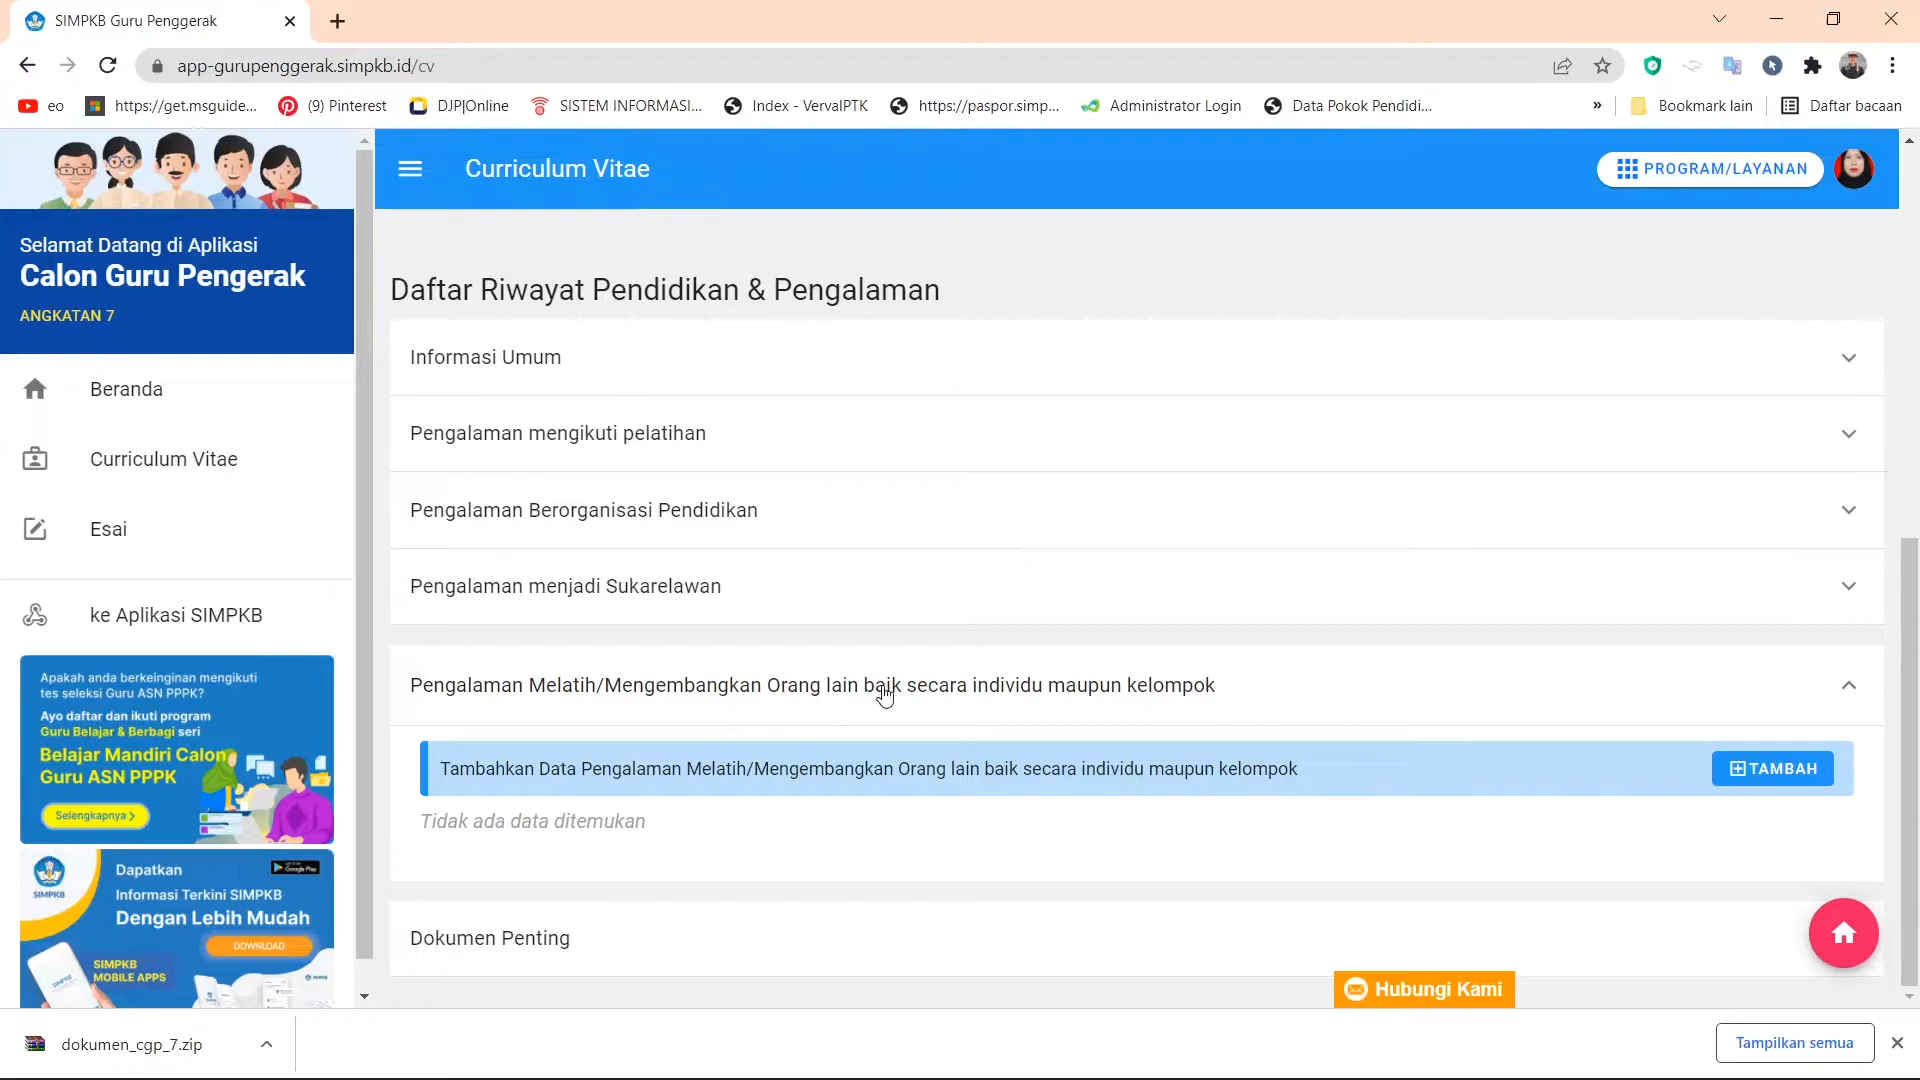 SIMPKB Guru Penggerak
app-gurupenggerak.simpkb.id/cv
eo
https://get.msguide...
(9) Pinterest
DJP|Online
SISTEM INFORMASI...
Index - VervalPTK
https://paspor.simp...
Administrator Login
Data Pokok Pendidi...
»
Bookmark lain
Daftar bacaan
Selamat Datang di Aplikasi
Calon Guru Pengerak
ANGKATAN 7
Beranda
Curriculum Vitae
Esai
ke Aplikasi SIMPKB
Apakah anda berkeinginan mengikuti
tes seleksi Guru ASN PPPK?
Ayo daftar dan ikuti program
Guru Belajar & Berbagi seri
Belajar Mandiri Calon
Guru ASN PPPK
Selengkapnya >
SIMPKB
Google Play
Dapatkan
Informasi Terkini SIMPKB
Dengan Lebih Mudah
DOWNLOAD
SIMPKB
MOBILE APPS
Curriculum Vitae
PROGRAM/LAYANAN
Daftar Riwayat Pendidikan & Pengalaman
Informasi Umum
Pengalaman mengikuti pelatihan
Pengalaman Berorganisasi Pendidikan
Pengalaman menjadi Sukarelawan
Pengalaman Melatih/Mengembangkan Orang lain baik secara individu maupun kelompok
Tambahkan Data Pengalaman Melatih/Mengembangkan Orang lain baik secara individu maupun kelompok
TAMBAH
Tidak ada data ditemukan
Dokumen Penting
Hubungi Kami
dokumen_cgp_7.zip
Tampilkan semua